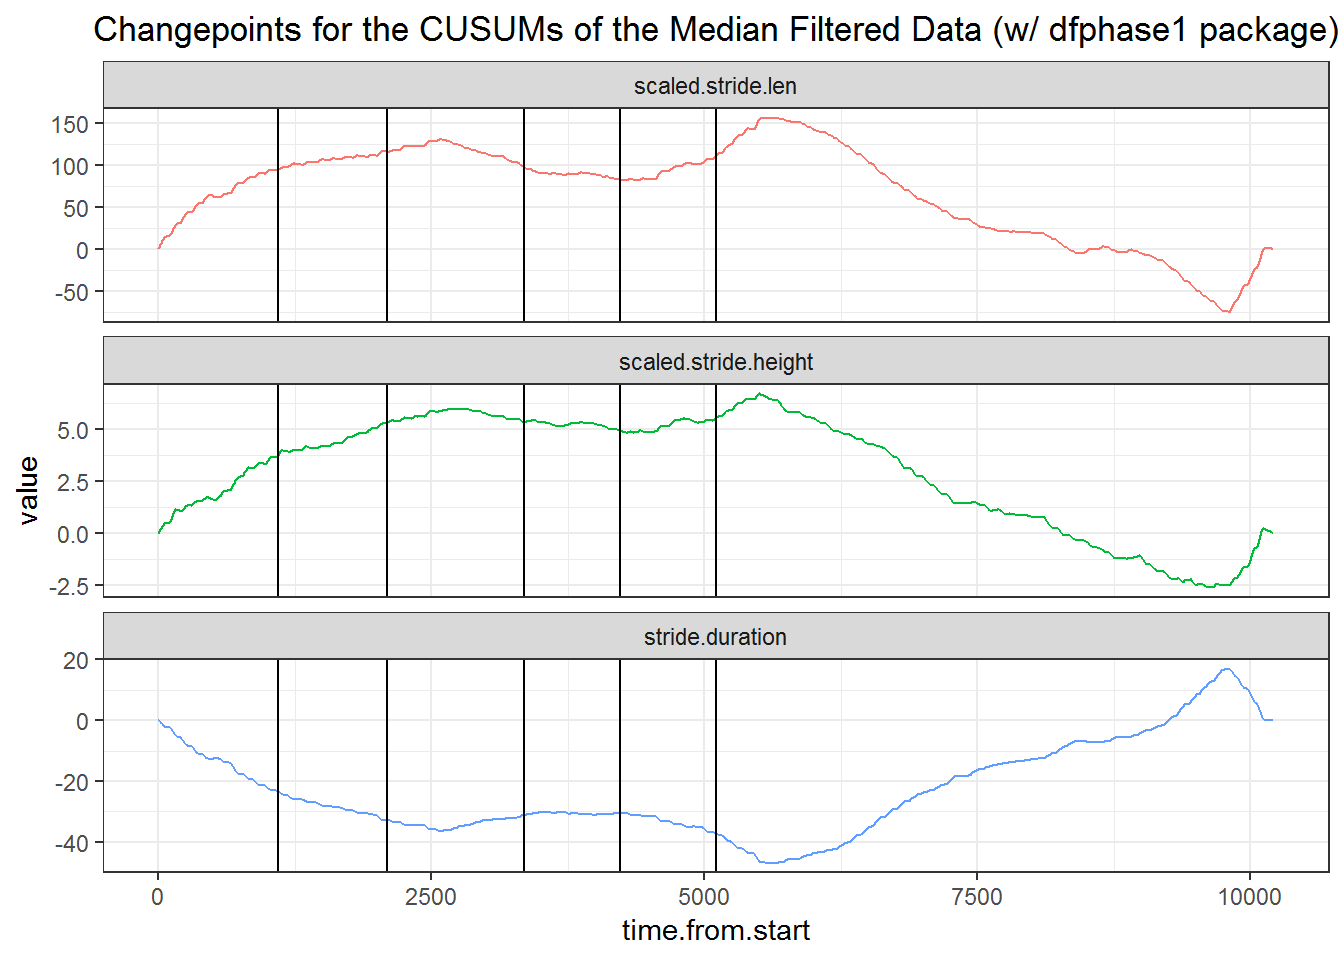 Changepoints for the CUSUMs of the Median Filtered Data (w/ dfphase1 package)
scaled.stride.len
150
100
50
0
-50
scaled.stride.height
5.0
2.5
0.0
-2.5
value
stride.duration
20
0
-20
-40
0 2500 5000 7500 10000
time.from.start